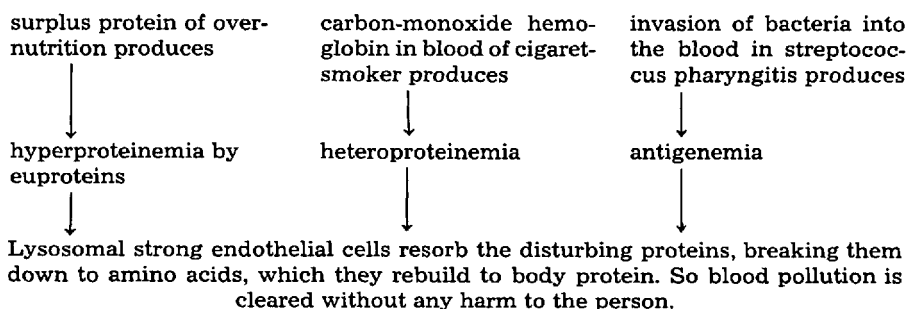 surplus protein of over-
nutrition produces
carbon-monoxide hemo-
globin in blood of cigaret-
smoker produces
invasion of bacteria into
the blood in streptococ-
cus pharyngitis produces
hyperproteinemia by
euproteins
heteroproteinemia
antigenemia
Lysosomal strong endothelial cells resorb the disturbing proteins, breaking them
down to amino acids, which they rebuild to body protein. So blood pollution is
cleared without any harm to the person.